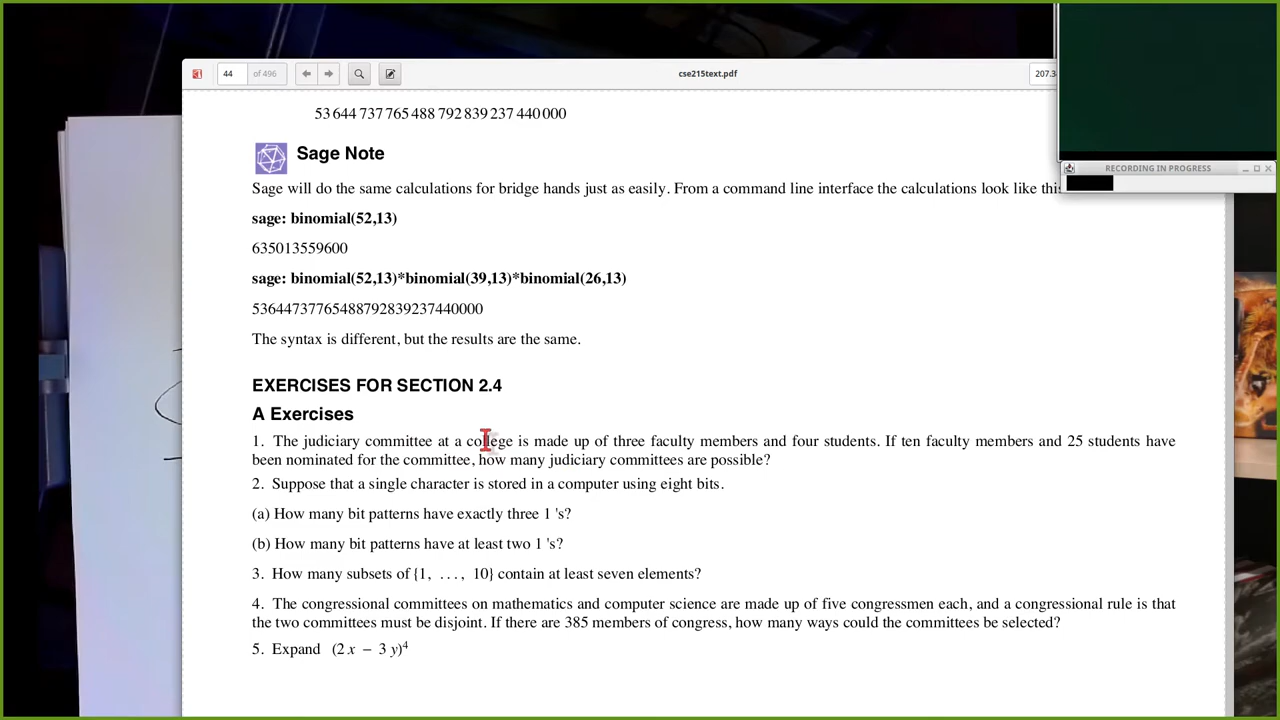 44
of 496
cse215text.pdf
207.3
53 644 737 765 488 792 839 237 440 000
Sage Note
RECORDING IN PROGRESS
Sage will do the same calculations for bridge hands just as easily. From a command line interface the calculations look like this
sage: binomial(52,13)
635013559600
sage: binomial(52,13)*binomial(39,13)*binomial(26,13)
53644737765488792839237440000
The syntax is different, but the results are the same.
EXERCISES FOR SECTION 2.4
A Exercises
1. The judiciary committee at a college is made up of three faculty members and four students. If ten faculty members and 25 students have
been nominated for the committee, how many judiciary committees are possible?
2. Suppose that a single character is stored in a computer using eight bits.
(a) How many bit patterns have exactly three 1 's?
(b) How many bit patterns have at least two 1 's?
3. How many subsets of {1, ..., 10} contain at least seven elements?
4. The congressional committees on mathematics and computer science are made up of five congressmen each, and a congressional rule is that
the two committees must be disjoint. If there are 385 members of congress, how many ways could the committees be selected?
5. Expand (2 x − 3 y)⁴